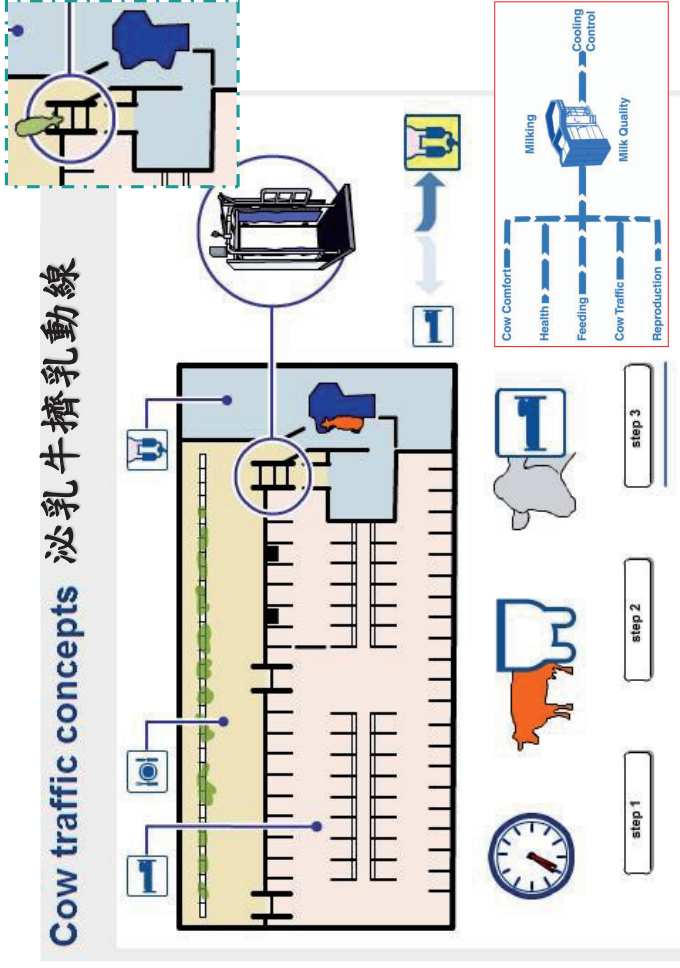 Cow traffic concepts 泌乳牛擠乳動線
Cow Comfort
Health
Feeding
Cow Traffic
Reproduction
Milking
Milk Quality
Cooling
Control
step 1
step 2
step 3